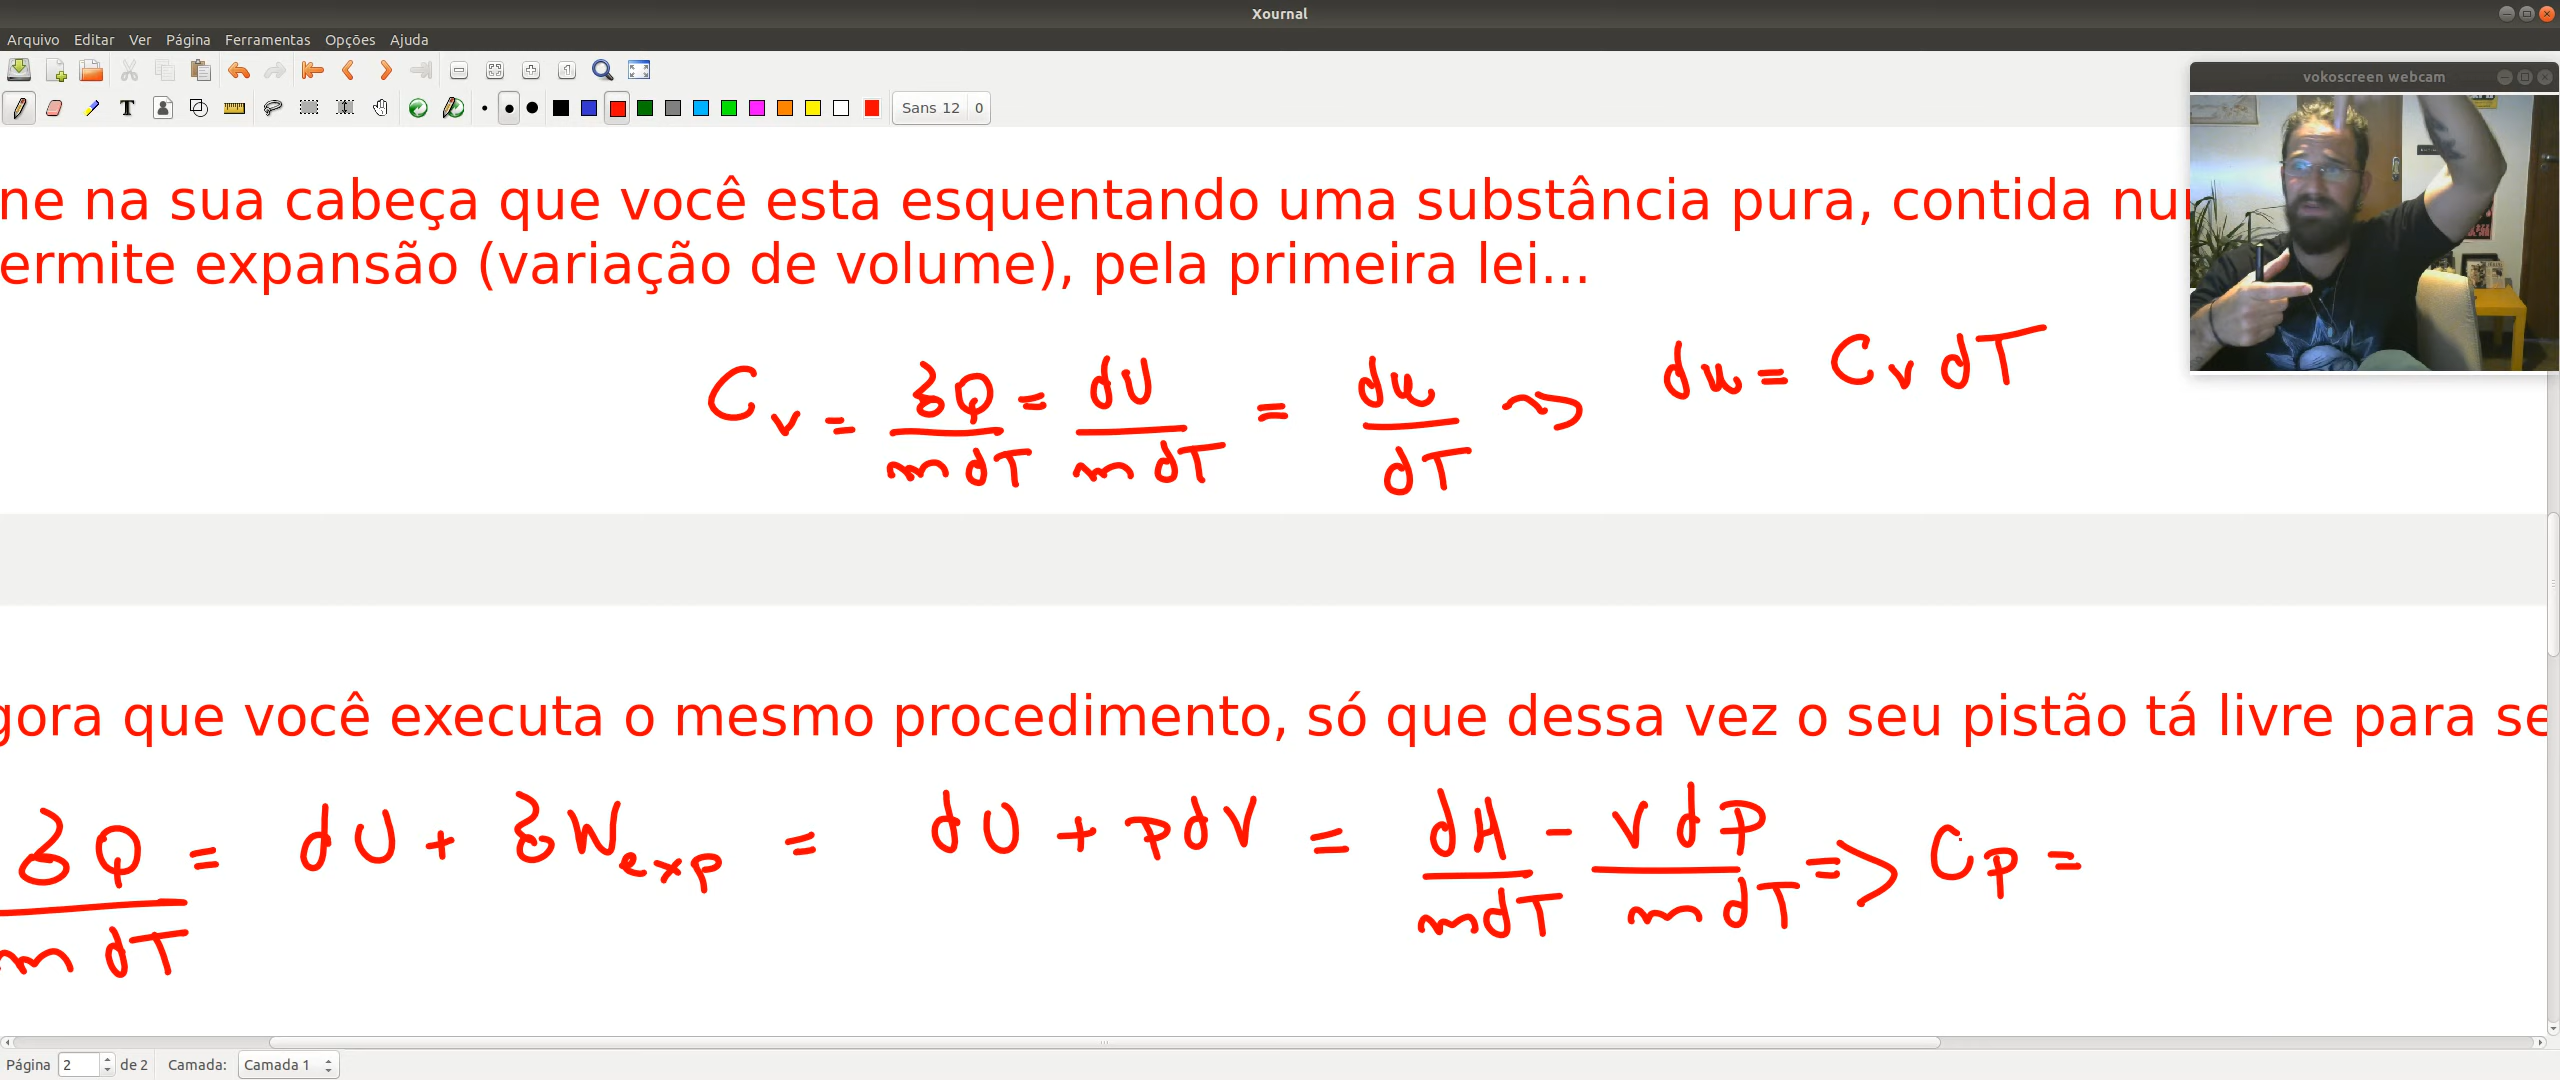 Xournal
Arquivo Editar Ver Página Ferramentas Opções Ajuda
Sans 12 0
vokoscreen webcam
ne na sua cabeça que você esta esquentando uma substância pura, contida nu
ermite expansão (variação de volume), pela primeira lei...
Cv = δQ/m dT = dU/m dT = du/dT ~> du = Cv dT
gora que você executa o mesmo procedimento, só que dessa vez o seu pistão tá livre para se
δQ/m dT = dU + δWexp = dU + pdV = dH/mdT - Vdp/m dT => Cp =
Página 2 de 2 Camada: Camada 1